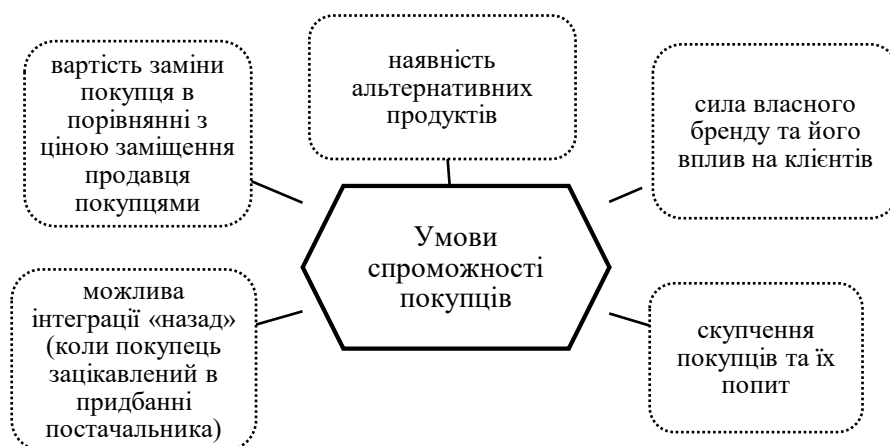 вартість заміни
покупця в
порівнянні з
ціною заміщення
продавця
покупцями
наявність
альтернативних
продуктів
сила власного
бренду та його
вплив на клієнтів
Умови
спроможності
покупців
можлива
інтеграції «назад»
(коли покупець
зацікавлений в
придбанні
постачальника)
скупчення
покупців та їх
попит